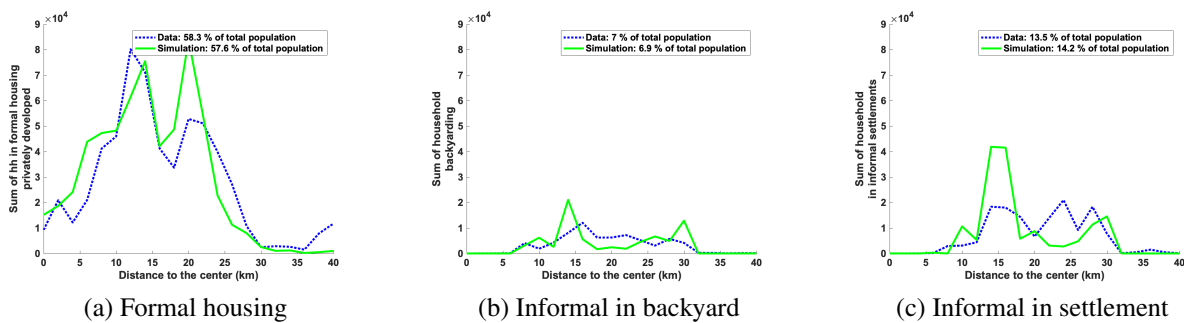 ×10⁴
9
8
7
6
5
4
3
2
1
0
Sum of hh in formal housing
privately developed
Data: 58.3 % of total population
Simulation: 57.6 % of total population
0 5 10 15 20 25 30 35 40
Distance to the center (km)
(a) Formal housing
×10⁴
9
8
7
6
5
4
3
2
1
0
Sum of household
backyarding
Data: 7 % of total population
Simulation: 6.9 % of total population
0 5 10 15 20 25 30 35 40
Distance to the center (km)
(b) Informal in backyard
×10⁴
9
8
7
6
5
4
3
2
1
0
Sum of household
in informal settlements
Data: 13.5 % of total population
Simulation: 14.2 % of total population
0 5 10 15 20 25 30 35 40
Distance to the center (km)
(c) Informal in settlement